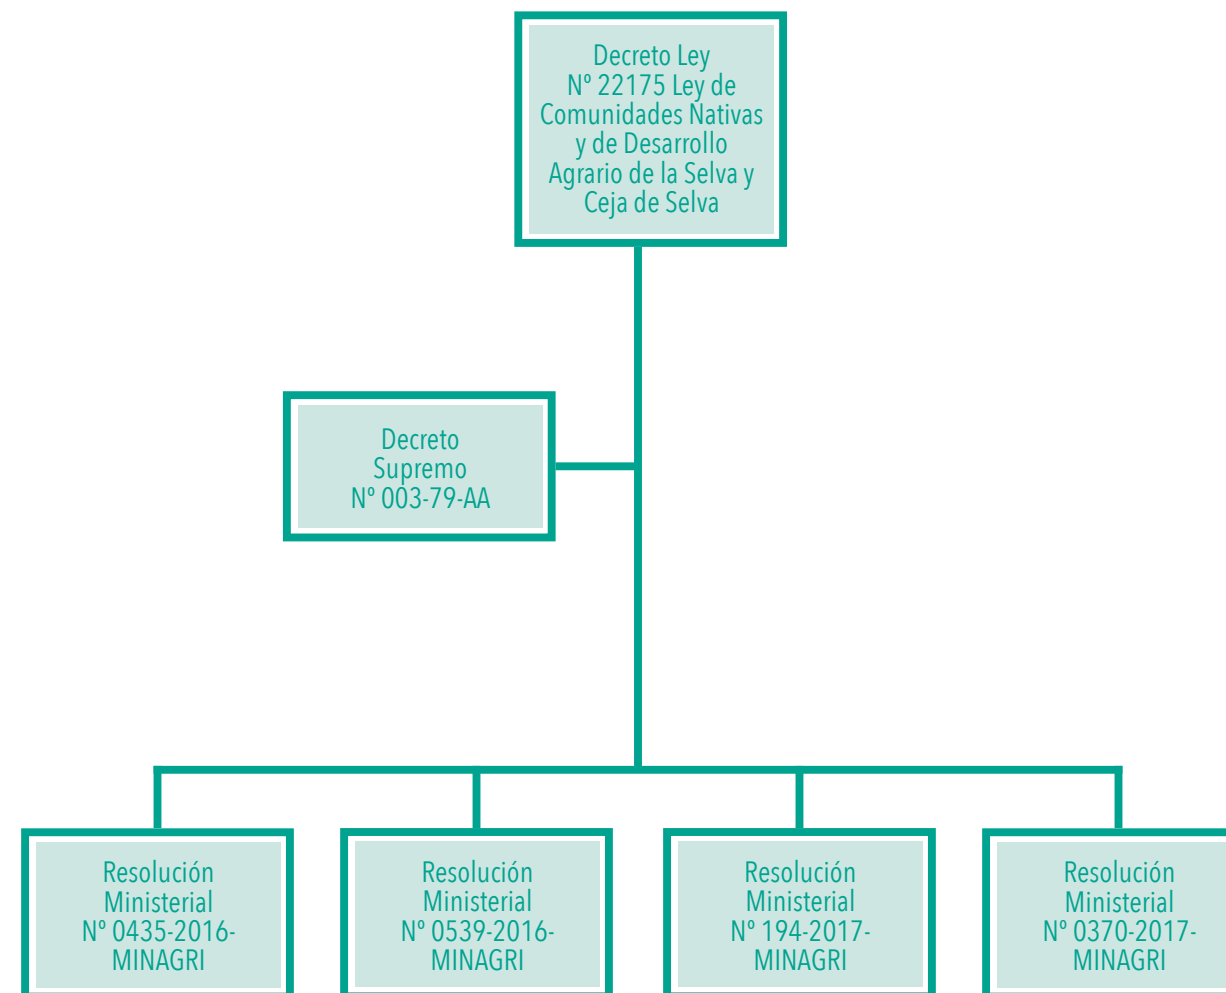 Decreto Ley
Nº 22175 Ley de
Comunidades Nativas
y de Desarrollo
Agrario de la Selva y
Ceja de Selva
Decreto
Supremo
Nº 003-79-AA
Resolución
Ministerial
Nº 0435-2016-
MINAGRI
Resolución
Ministerial
Nº 0539-2016-
MINAGRI
Resolución
Ministerial
Nº 194-2017-
MINAGRI
Resolución
Ministerial
Nº 0370-2017-
MINAGRI